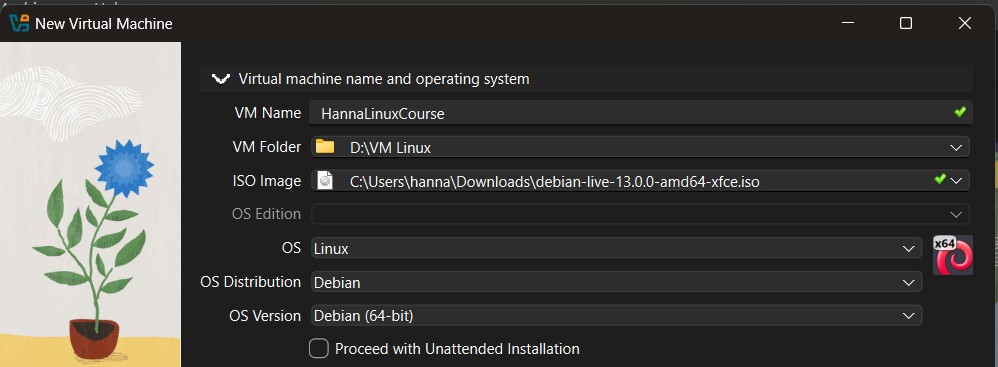 New Virtual Machine
Virtual machine name and operating system
VM Name HannaLinuxCourse
VM Folder D:\VM Linux
ISO Image C:\Users\hanna\Downloads\debian-live-13.0.0-amd64-xfce.iso
OS Edition
OS Linux
x64
OS Distribution Debian
OS Version Debian (64-bit)
Proceed with Unattended Installation